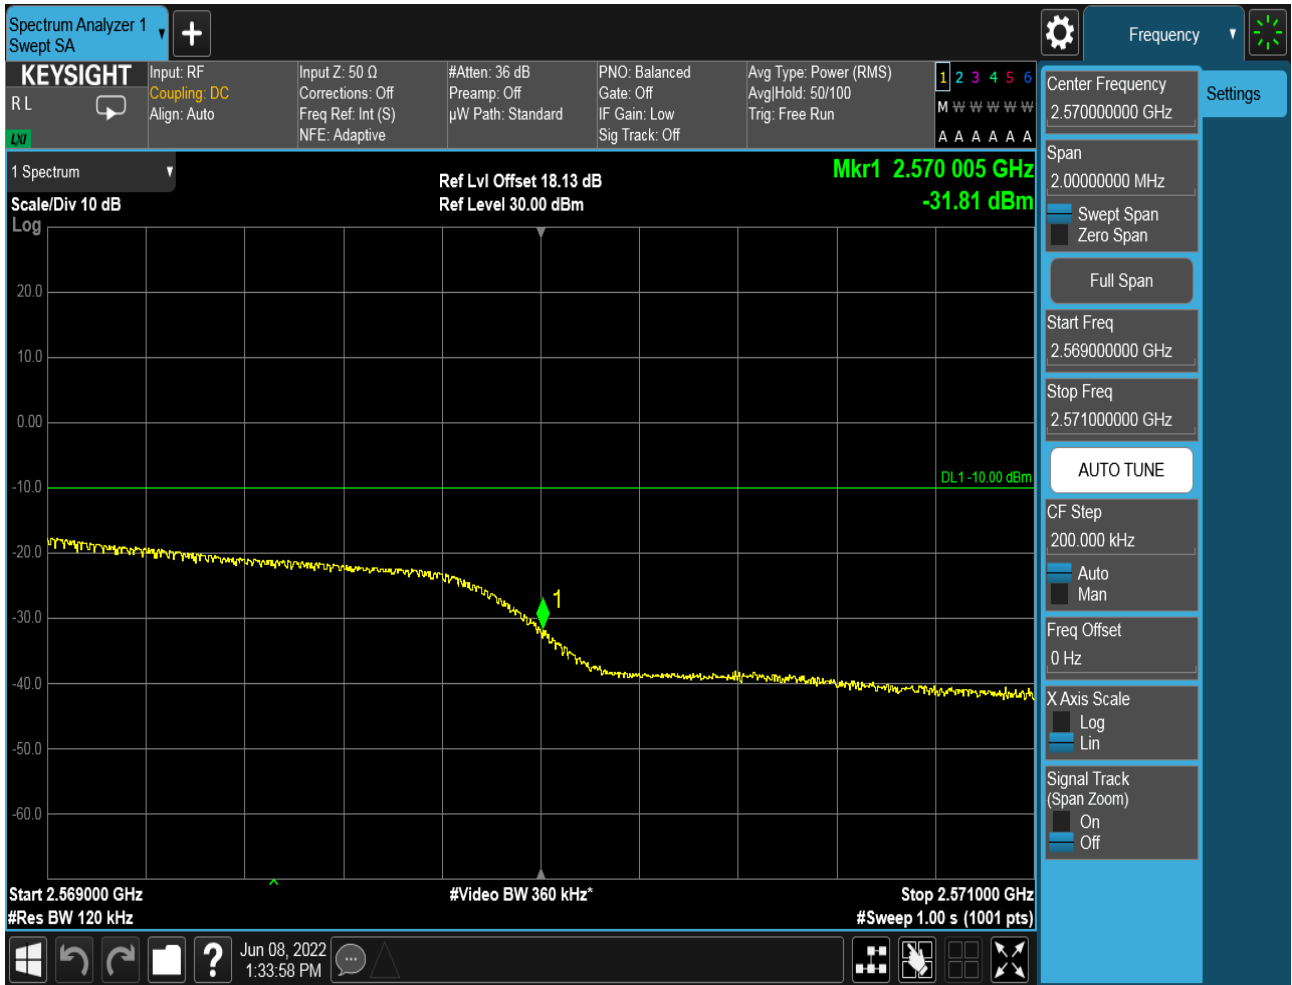 Spectrum Analyzer 1
Swept SA
Frequency
KEYSIGHT
R L
LXI
Input: RF
Coupling: DC
Align: Auto
Input Z: 50 Ω
Corrections: Off
Freq Ref: Int (S)
NFE: Adaptive
#Atten: 36 dB
Preamp: Off
µW Path: Standard
PNO: Balanced
Gate: Off
IF Gain: Low
Sig Track: Off
Avg Type: Power (RMS)
Avg|Hold: 50/100
Trig: Free Run
1 2 3 4 5 6
M W W W W W
A A A A A A
1 Spectrum
Scale/Div 10 dB
Log
Ref Lvl Offset 18.13 dB
Ref Level 30.00 dBm
Mkr1 2.570 005 GHz
-31.81 dBm
20.0
10.0
0.00
-10.0
-20.0
-30.0
-40.0
-50.0
-60.0
DL1 -10.00 dBm
1
Start 2.569000 GHz
#Res BW 120 kHz
#Video BW 360 kHz*
Stop 2.571000 GHz
#Sweep 1.00 s (1001 pts)
Jun 08, 2022
1:33:58 PM
Center Frequency
2.570000000 GHz
Span
2.00000000 MHz
Swept Span
Zero Span
Full Span
Start Freq
2.569000000 GHz
Stop Freq
2.571000000 GHz
AUTO TUNE
CF Step
200.000 kHz
Auto
Man
Freq Offset
0 Hz
X Axis Scale
Log
Lin
Signal Track
(Span Zoom)
On
Off
Settings